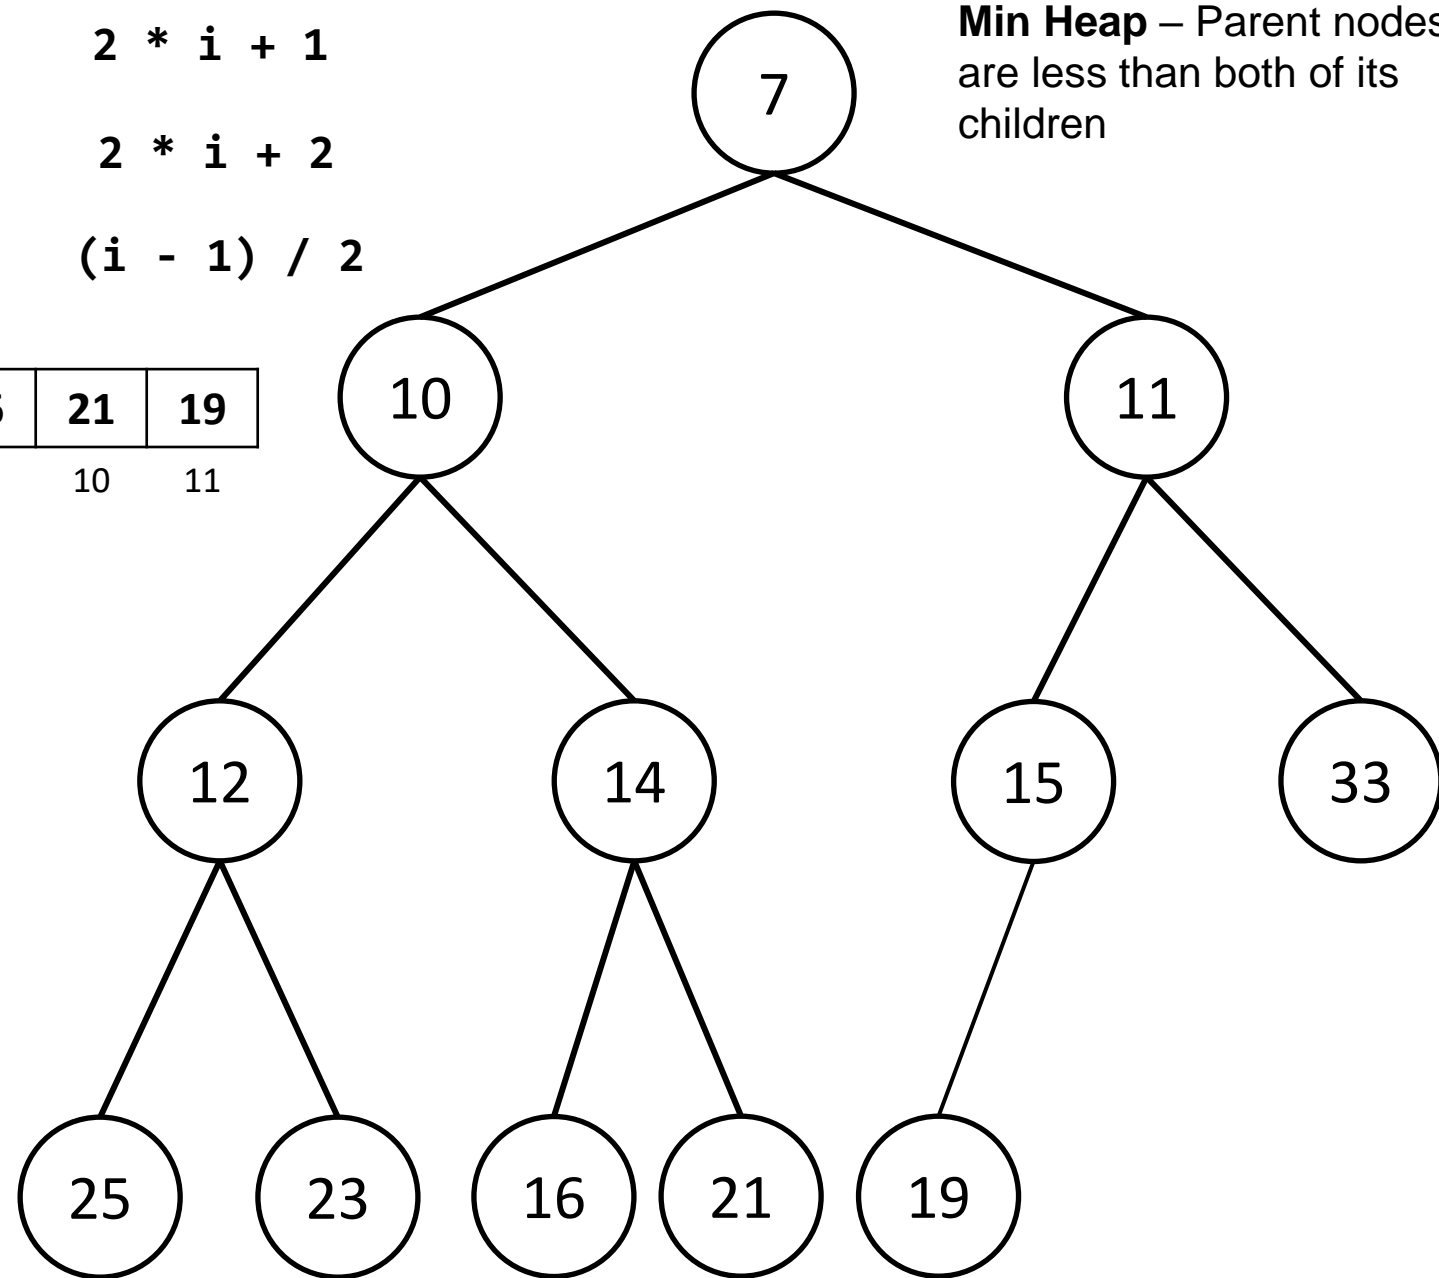 2 * i + 1
2 * i + 2
(i - 1) / 2
Min Heap – Parent nodes
are less than both of its
children
7
10
11
21 19
10 11
12
14
15
33
25
23
16
21
19